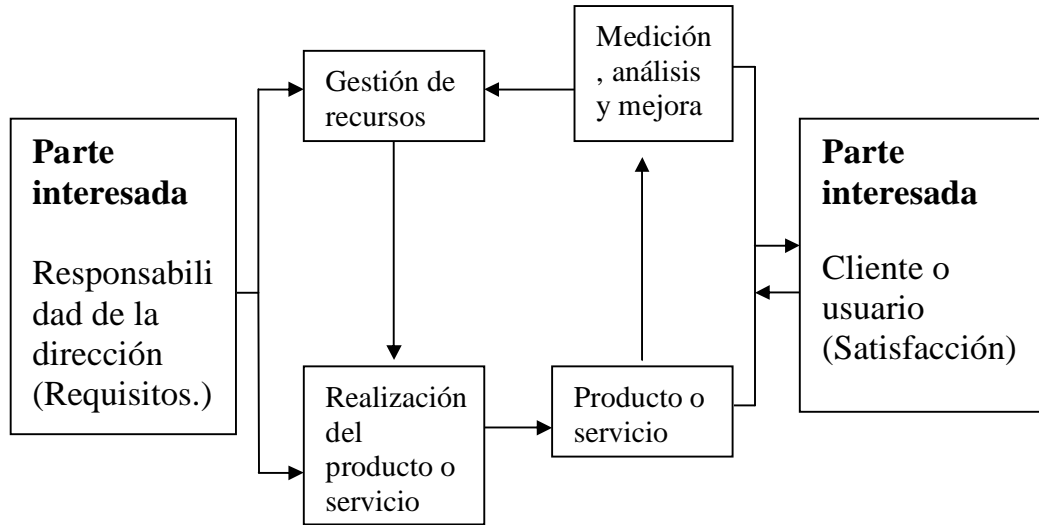 Parte
interesada
Responsabili
dad de la
dirección
(Requisitos.)
Gestión de
recursos
Medición
, análisis
y mejora
Realización
del
producto o
servicio
Producto o
servicio
Parte
interesada
Cliente o
usuario
(Satisfacción)